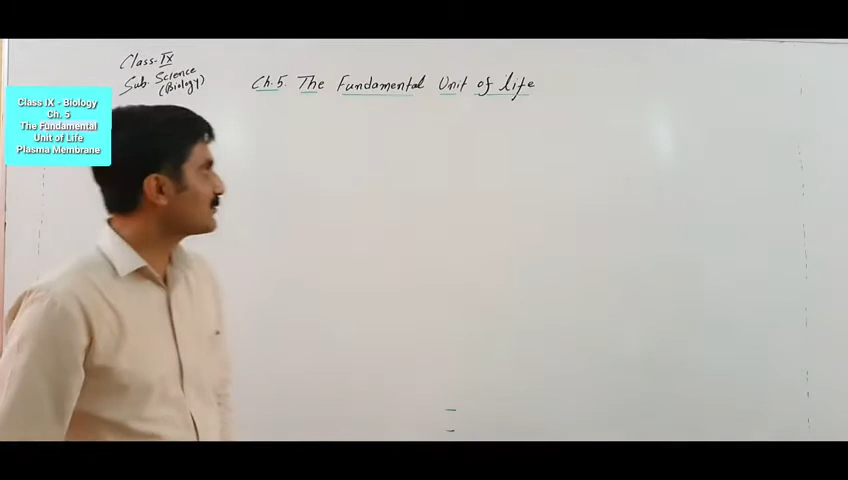 Class-IX
Sub. Science
(Biology)
Ch.5. The Fundamental Unit of life
Class IX - Biology
Ch. 5
The Fundamental
Unit of Life
Plasma Membrane